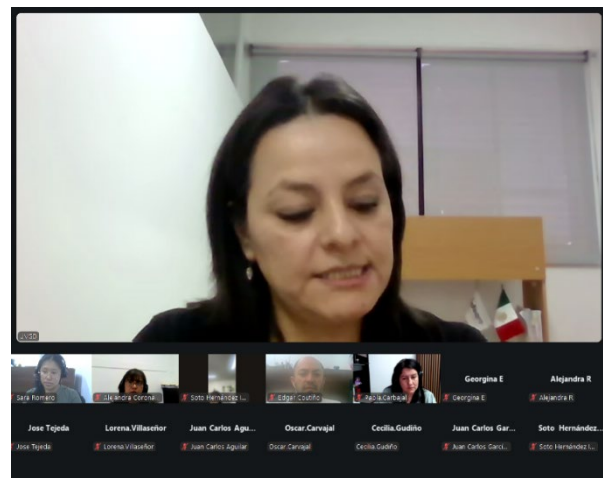 Sara Romero
Alejandra Corona
Soto Hernández I...
Edgar Coutiño
Paola.Carbajal
Georgina E
Georgina E
Alejandra R
Alejandra R
Jose Tejeda
Lorena.Villaseñor
Juan Carlos Agu...
Oscar.Carvajal
Cecilia.Gudiño
Juan Carlos Gar...
Soto Hernández...
Jose Tejeda
Lorena.Villaseñor
Juan Carlos Aguilar
Oscar.Carvajal
Cecilia.Gudiño
Juan Carlos Garcí...
Soto Hernández I...